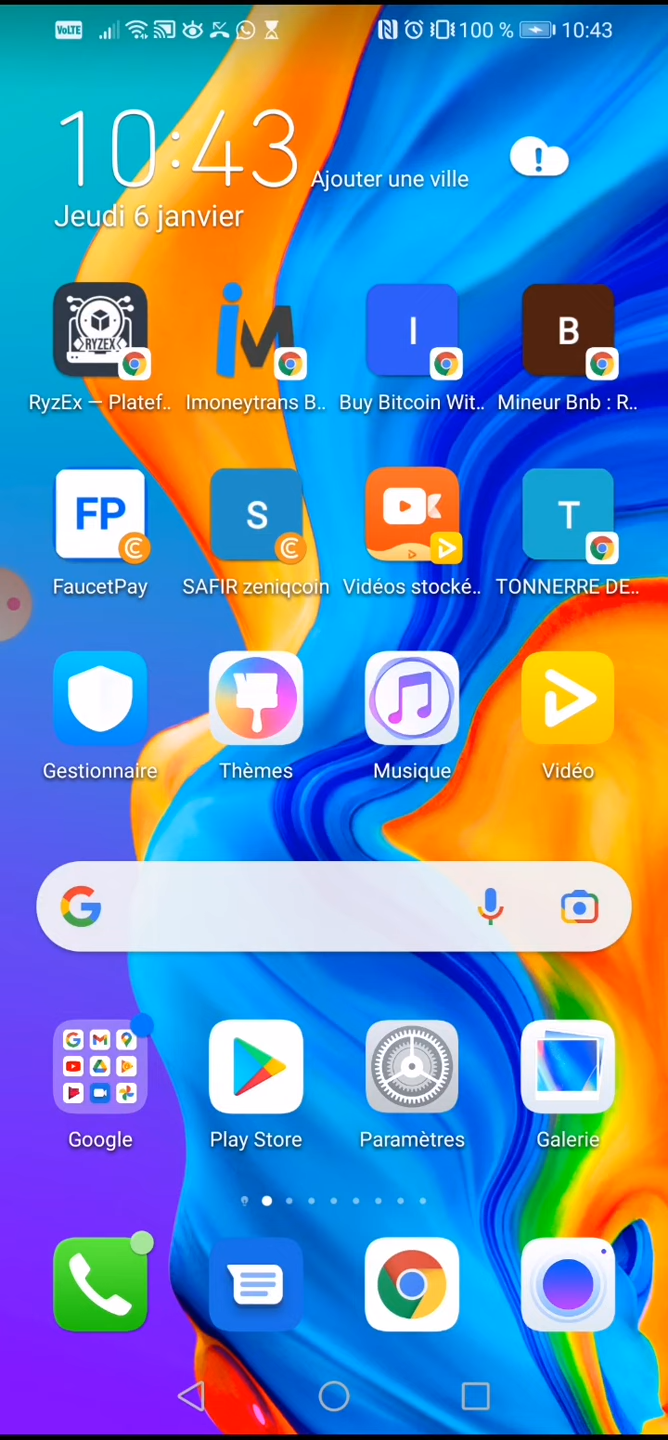 VoLTE 100 % 10:43
10:43
Ajouter une ville
Jeudi 6 janvier
RYZEX
iM
I
B
RyzEx – Platef..
Imoneytrans B..
Buy Bitcoin Wit..
Mineur Bnb : R..
FP
S
T
FaucetPay
SAFIR zeniqcoin
Vidéos stocké..
TONNERRE DE..
Gestionnaire
Thèmes
Musique
Vidéo
G
Google
Play Store
Paramètres
Galerie